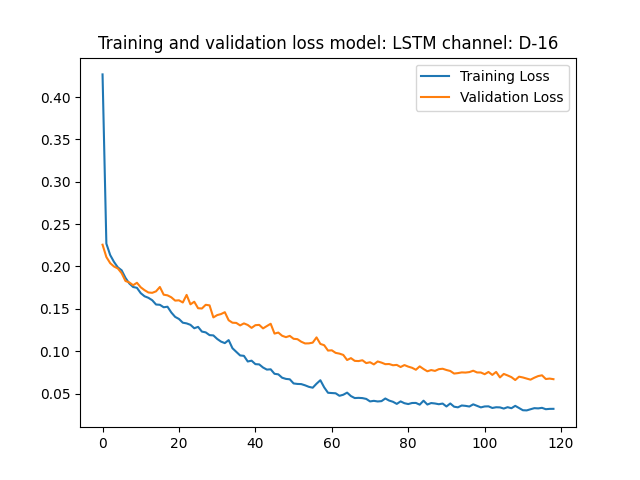 Training and validation loss model: LSTM channel: D-16
Training Loss
Validation Loss
0.40
0.35
0.30
0.25
0.20
0.15
0.10
0.05
0 20 40 60 80 100 120